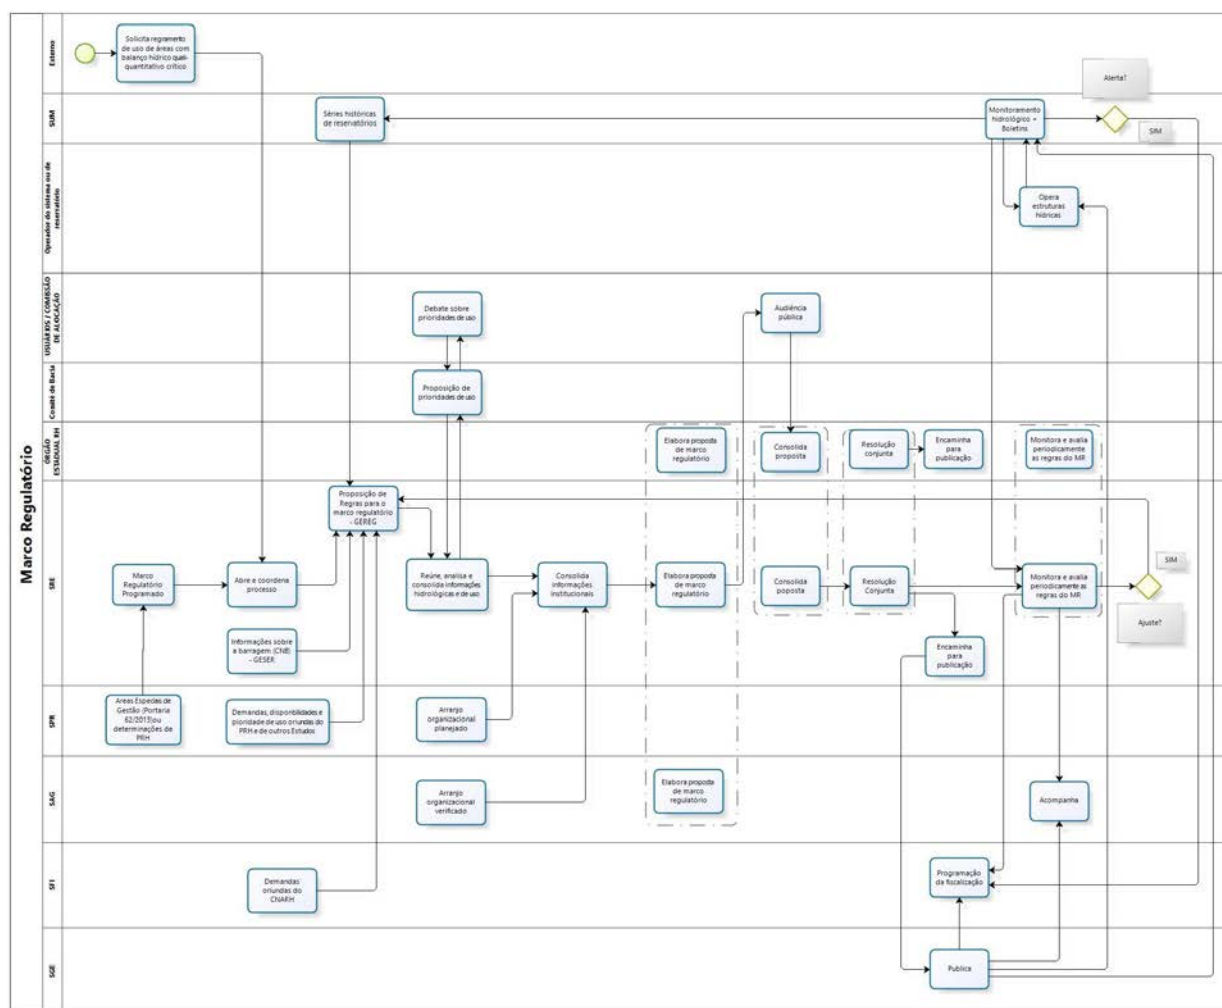 Marco Regulatório
Externo
Solicita regramento
de uso de áreas com
balanço hídrico quali-
quantitativo crítico
SUM
Séries históricas
de reservatórios
Monitoramento
hidrológico +
Boletins
Alerta?
SIM
Operador do sistema ou de
reservatório
Opera
estruturas
hídricas
USUÁRIOS / COMISSÃO
DE ALOCAÇÃO
Debate sobre
prioridades de uso
Audiência
pública
Comitê de Bacia
Proposição de
prioridades de uso
ÓRGÃO
ESTADUAL RH
Elabora proposta
de marco
regulatório
Consolida
proposta
Resolução
conjunta
Encaminha
para
publicação
Monitora e avalia
periodicamente
as regras do MR
SRE
Proposição de
Regras para o
marco regulatório
- GEREG
Marco
Regulatório
Programado
Abre e coordena
processo
Reúne, analisa e
consolida informações
hidrológicas e de uso
Consolida
informações
institucionais
Elabora proposta
de marco
regulatório
Consolida
poposta
Resolução
Conjunta
Monitora e avalia
periodicamente as
regras do MR
SIM
Ajuste?
Informações sobre
a barragem (CNB)
- GESER
Encaminha
para
publicação
SPR
Areas Especias de
Gestão (Portaria
62/2013)ou
determinações de
PRH
Demandas, disponbilidades e
pioridade de uso oriundas do
PRH e de outros Estudos
Arranjo
organizacional
planejado
SAG
Arranjo
organizacional
verificado
Elabora proposta
de marco
regulatório
Acompanha
SFI
Demandas
oriundas do
CNARH
Programação
da fiscalização
SGE
Publica